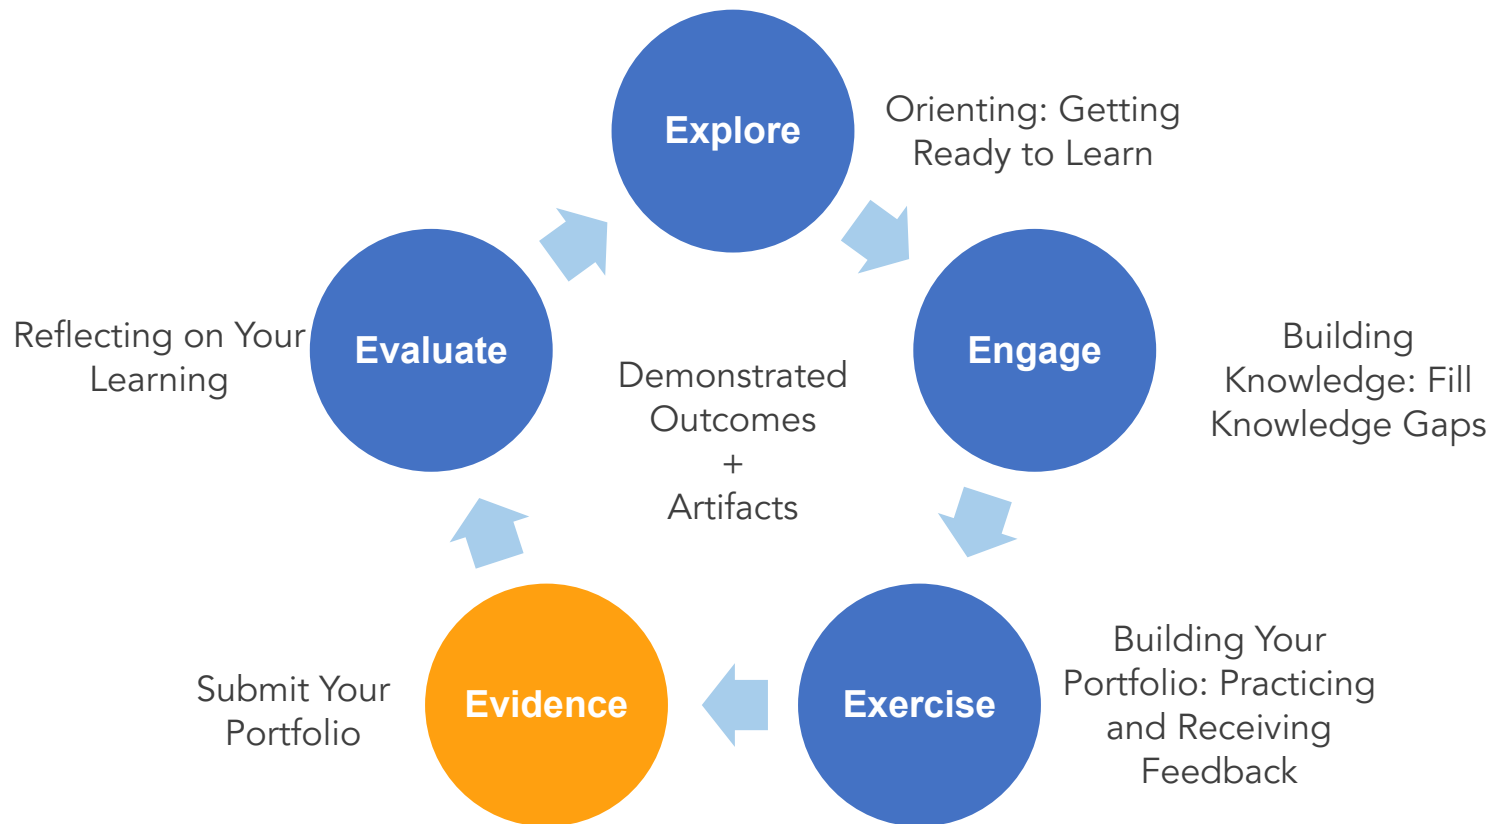 Explore
Orienting: Getting
Ready to Learn
Engage
Building
Knowledge: Fill
Knowledge Gaps
Exercise
Building Your
Portfolio: Practicing
and Receiving
Feedback
Evidence
Submit Your
Portfolio
Evaluate
Reflecting on Your
Learning
Demonstrated
Outcomes
+
Artifacts